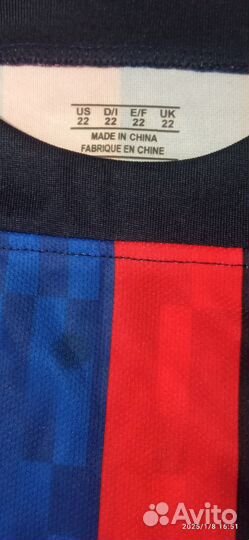 US D/I E/F UK
22 22 22 22
MADE IN CHINA
FABRIQUE EN CHINE
Avito
2025/1/8 16:51